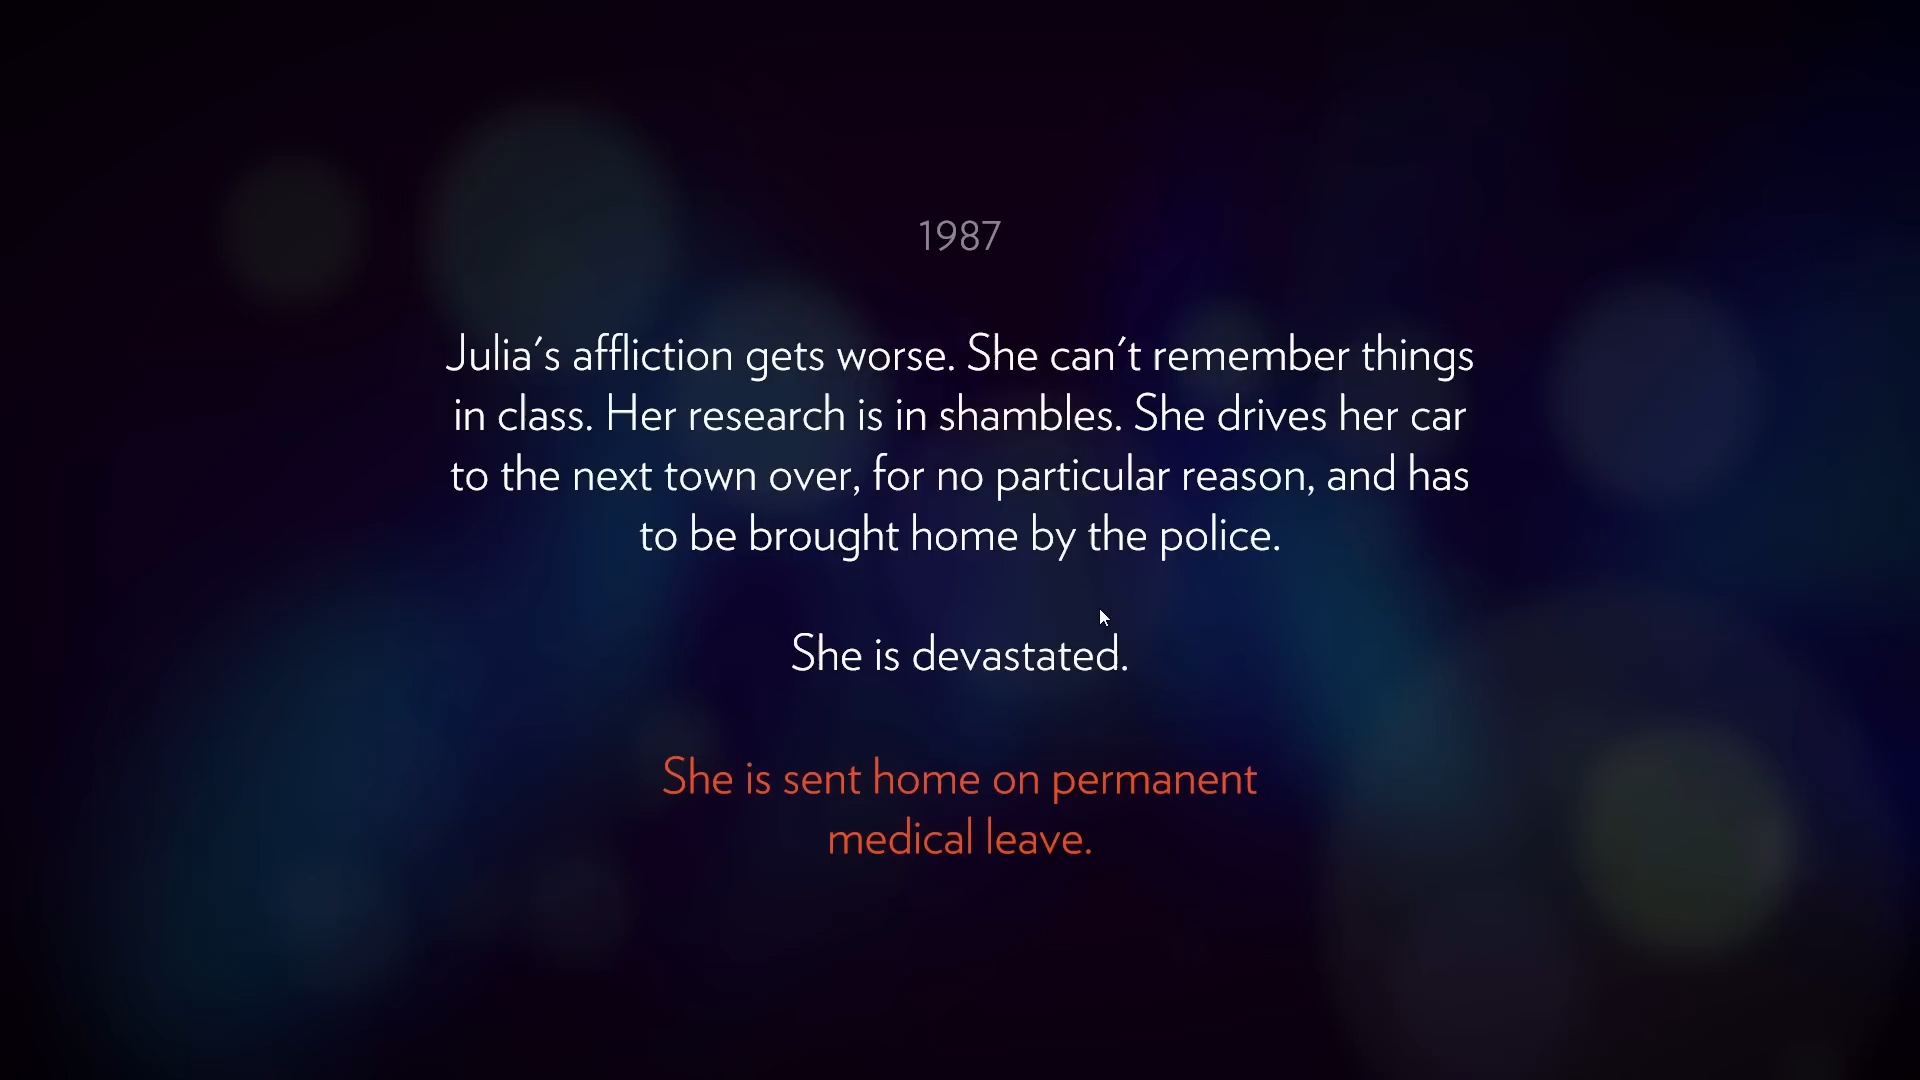 1987
Julia's affliction gets worse. She can't remember things
in class. Her research is in shambles. She drives her car
to the next town over, for no particular reason, and has
to be brought home by the police.
She is devastated.
She is sent home on permanent
medical leave.